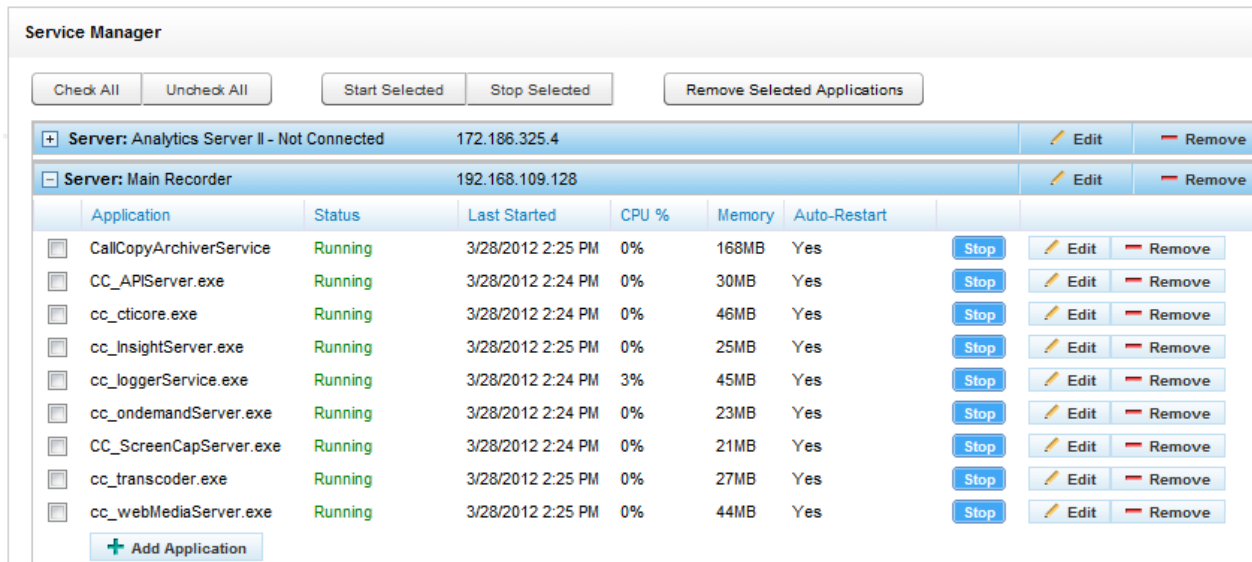 Service Manager
Check All Uncheck All Start Selected Stop Selected Remove Selected Applications
Server: Analytics Server II - Not Connected 172.186.325.4 Edit Remove
Server: Main Recorder 192.168.109.128 Edit Remove
Application Status Last Started CPU % Memory Auto-Restart
CallCopyArchiverService Running 3/28/2012 2:25 PM 0% 168MB Yes Stop Edit Remove
CC_APIServer.exe Running 3/28/2012 2:24 PM 0% 30MB Yes Stop Edit Remove
cc_cticore.exe Running 3/28/2012 2:24 PM 0% 46MB Yes Stop Edit Remove
cc_InsightServer.exe Running 3/28/2012 2:25 PM 0% 25MB Yes Stop Edit Remove
cc_loggerService.exe Running 3/28/2012 2:24 PM 3% 45MB Yes Stop Edit Remove
cc_ondemandServer.exe Running 3/28/2012 2:24 PM 0% 23MB Yes Stop Edit Remove
CC_ScreenCapServer.exe Running 3/28/2012 2:24 PM 0% 21MB Yes Stop Edit Remove
cc_transcoder.exe Running 3/28/2012 2:25 PM 0% 27MB Yes Stop Edit Remove
cc_webMediaServer.exe Running 3/28/2012 2:25 PM 0% 44MB Yes Stop Edit Remove
Add Application